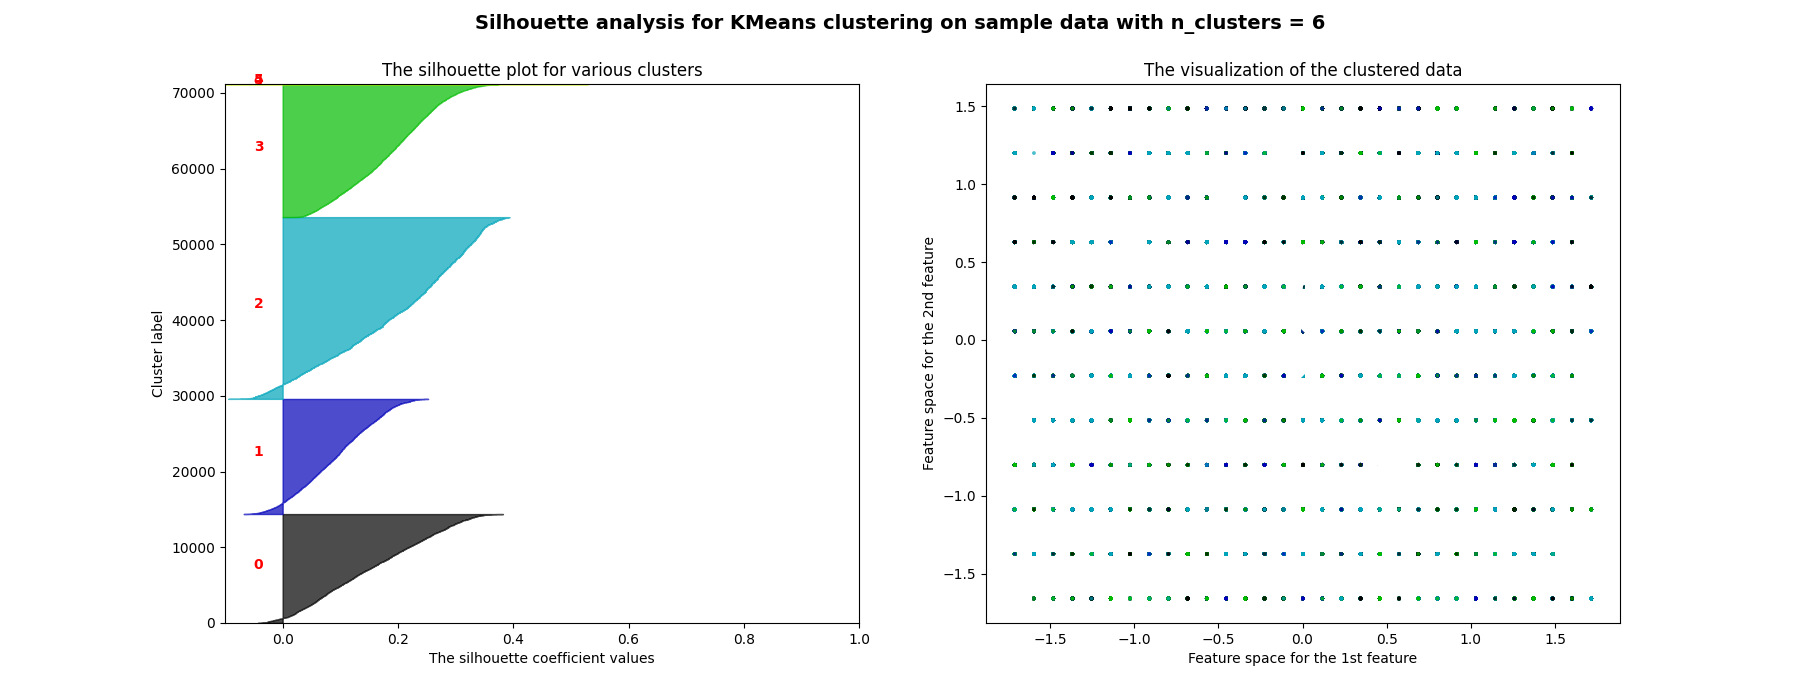 Silhouette analysis for KMeans clustering on sample data with n_clusters = 6
The silhouette plot for various clusters
3
2
1
0
70000
60000
50000
40000
30000
20000
10000
0
Cluster label
0.0 0.2 0.4 0.6 0.8 1.0
The silhouette coefficient values
The visualization of the clustered data
1.5
1.0
0.5
0.0
−0.5
−1.0
−1.5
Feature space for the 2nd feature
−1.5 −1.0 −0.5 0.0 0.5 1.0 1.5
Feature space for the 1st feature